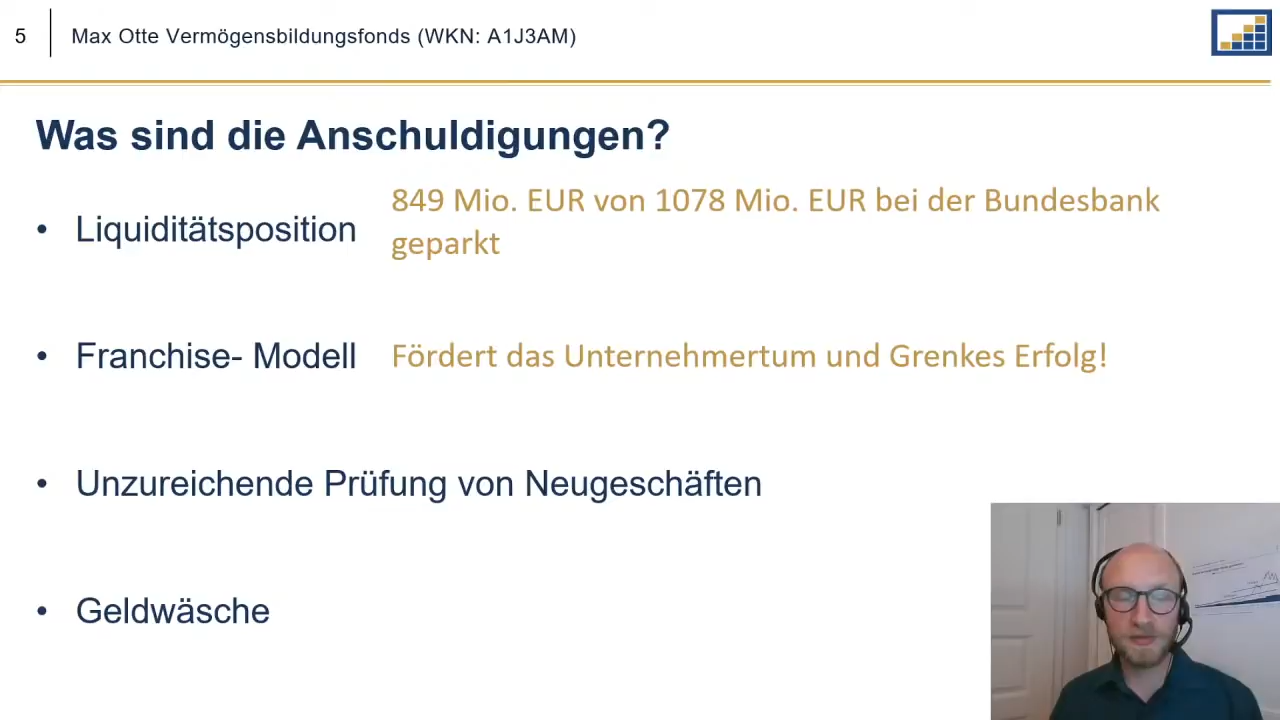 5
Max Otte Vermögensbildungsfonds (WKN: A1J3AM)
Was sind die Anschuldigungen?
• Liquiditätsposition
849 Mio. EUR von 1078 Mio. EUR bei der Bundesbank
geparkt
• Franchise- Modell
Fördert das Unternehmertum und Grenkes Erfolg!
• Unzureichende Prüfung von Neugeschäften
• Geldwäsche